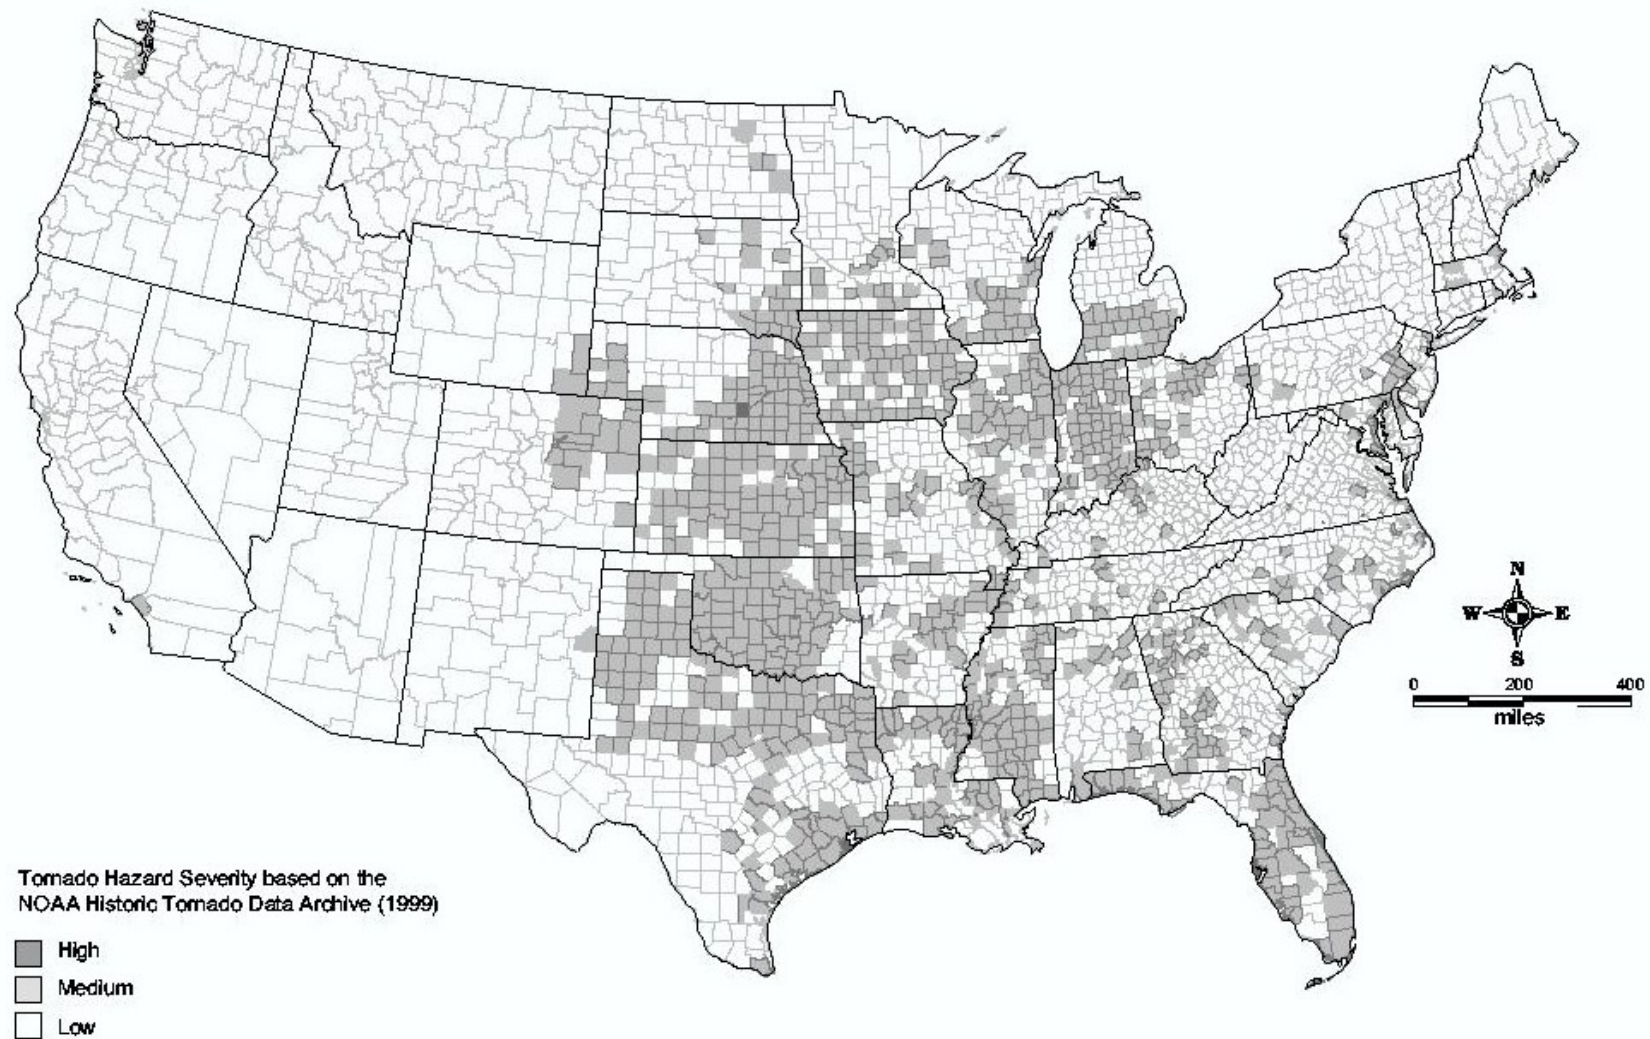 N
W E
S
0 200 400
miles
Tornado Hazard Severity based on the
NOAA Historic Tornado Data Archive (1999)
High
Medium
Low